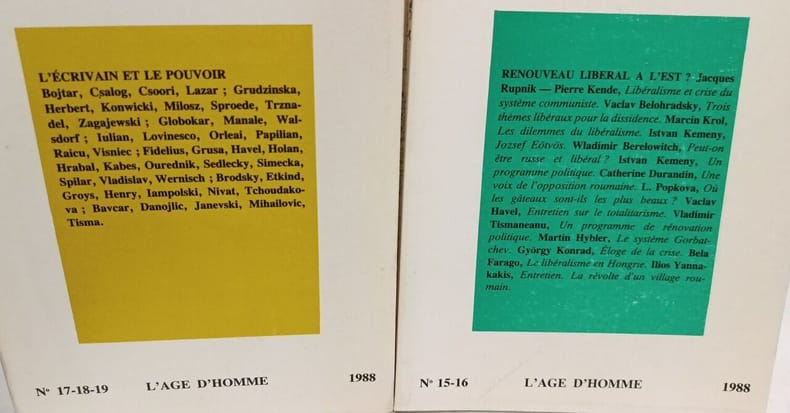 L'ÉCRIVAIN ET LE POUVOIR
Bojtar, Csalog, Csoori, Lazar ; Grudzinska,
Herbert, Konwicki, Milosz, Sproede, Trzna-
del, Zagajewski ; Globokar, Manale, Wal-
sdorf ; Iulian, Lovinesco, Orleai, Papilian,
Raicu, Visniec ; Fidelius, Grusa, Havel, Holan,
Hrabal, Kabes, Ourednik, Sedlecky, Simecka,
Spilar, Vladislav, Wernisch ; Brodsky, Etkind,
Groys, Henry, Iampolski, Nivat, Tchoudako-
va ; Bavcar, Danojlic, Janevski, Mihailovic,
Tisma.
N° 17-18-19 L'AGE D'HOMME 1988
RENOUVEAU LIBERAL A L'EST ? Jacques
Rupnik — Pierre Kende, Libéralisme et crise du
système communiste. Vaclav Belohradsky, Trois
thèmes libéraux pour la dissidence. Marcin Krol,
Les dilemmes du libéralisme. Istvan Kemeny,
Jozsef Eötvös. Wladimir Berelowitch, Peut-on
être russe et libéral ? Istvan Kemeny, Un
programme politique. Catherine Durandin, Une
voix de l'opposition roumaine. L. Popkova, Où
les gâteaux sont-ils les plus beaux ? Vaclav
Havel, Entretien sur le totalitarisme. Vladimir
Tismaneanu, Un programme de rénovation
politique. Martin Hybler, Le système Gorbat-
chev. György Konrad, Éloge de la crise. Bela
Farago, Le libéralisme en Hongrie. Ilios Yanna-
kakis, Entretien. La révolte d'un village rou-
main.
N° 15-16 L'AGE D'HOMME 1988